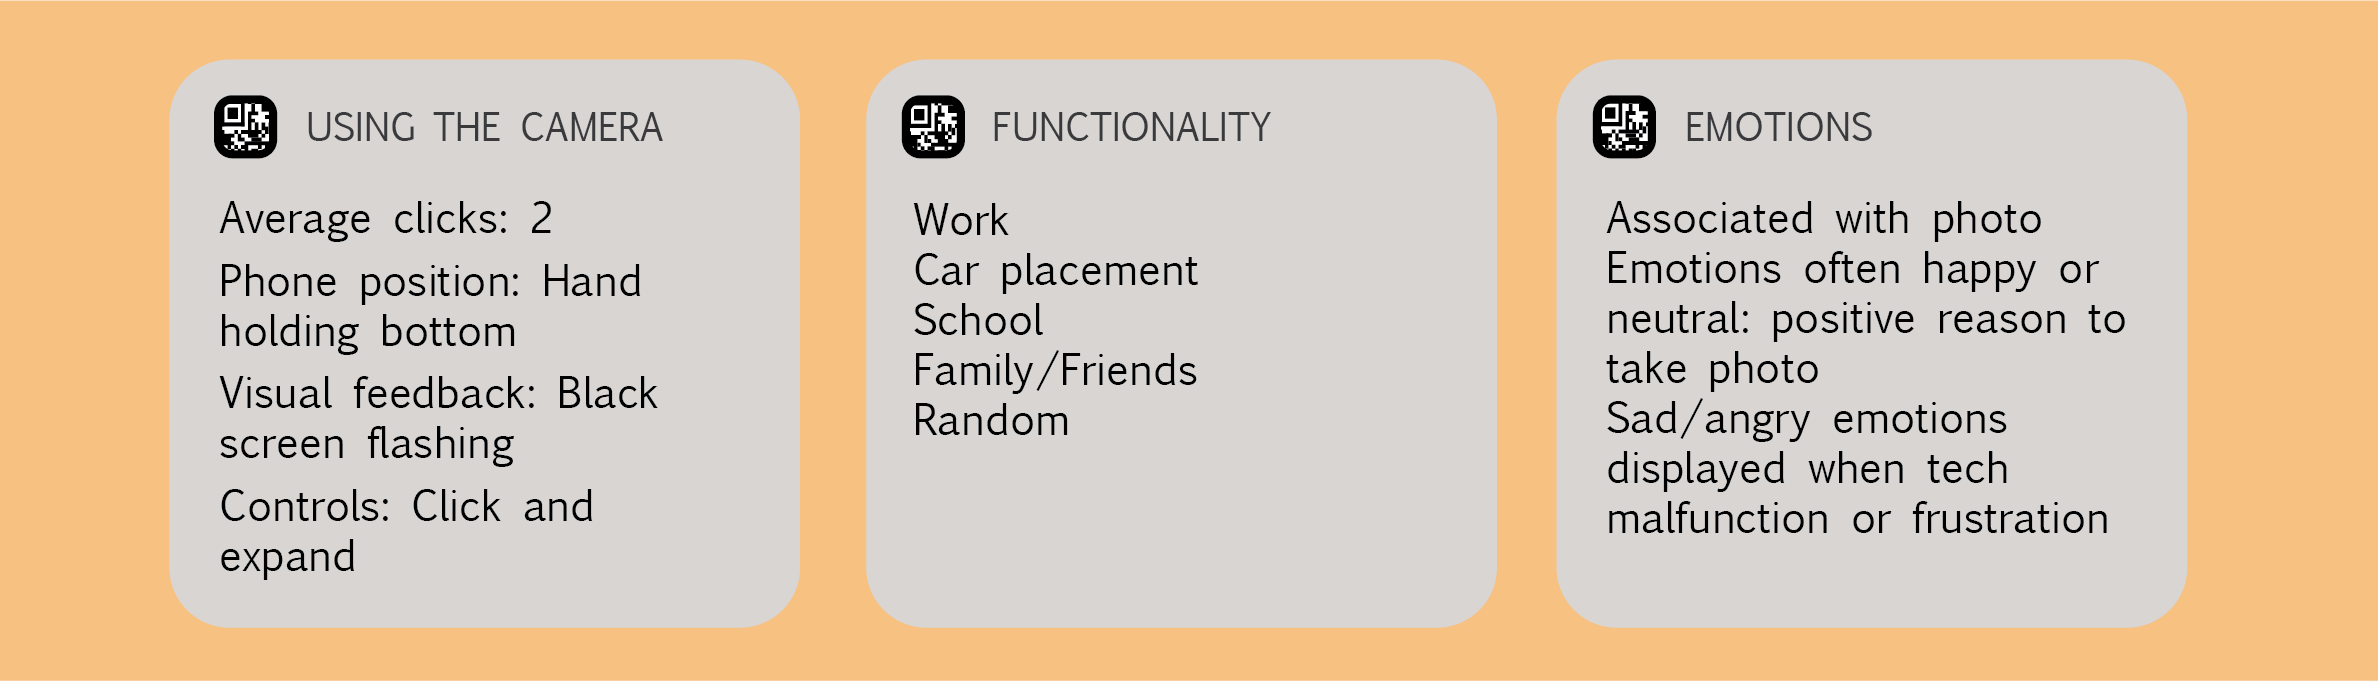 USING THE CAMERA
Average clicks: 2
Phone position: Hand
holding bottom
Visual feedback: Black
screen flashing
Controls: Click and
expand
FUNCTIONALITY
Work
Car placement
School
Family/Friends
Random
EMOTIONS
Associated with photo
Emotions often happy or
neutral: positive reason to
take photo
Sad/angry emotions
displayed when tech
malfunction or frustration